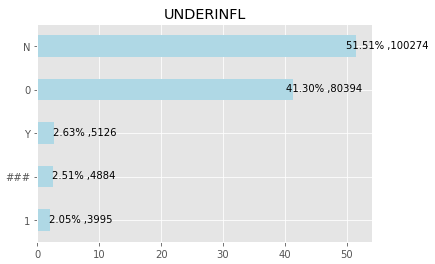 UNDERINFL
N 51.51% ,100274
0 41.30% ,80394
Y 2.63% ,5126
### 2.51% ,4884
1 2.05% ,3995
0 10 20 30 40 50